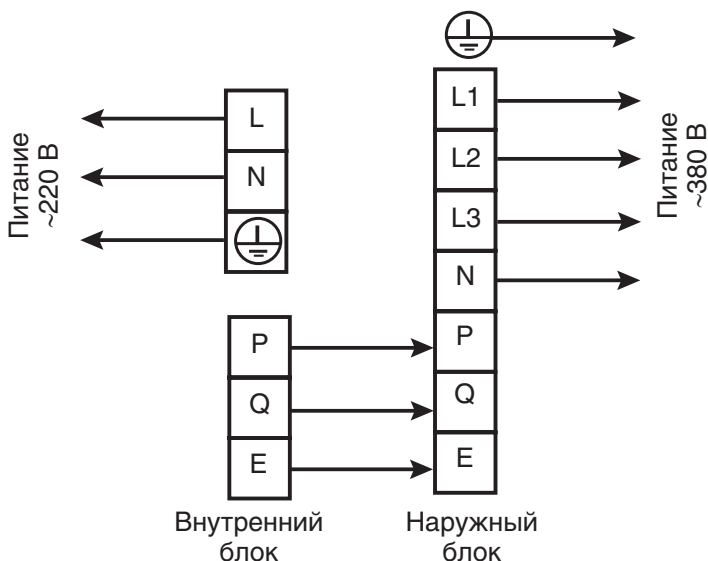 L1
L
L2
N
L3
N
P
P
Q
Q
E
E
Питание
~220 В
Питание
~380 В
Внутренний
блок
Наружный
блок